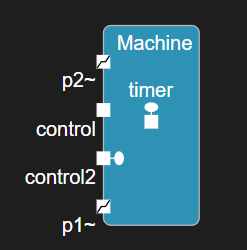 Machine
timer
p2~
control
control2
p1~